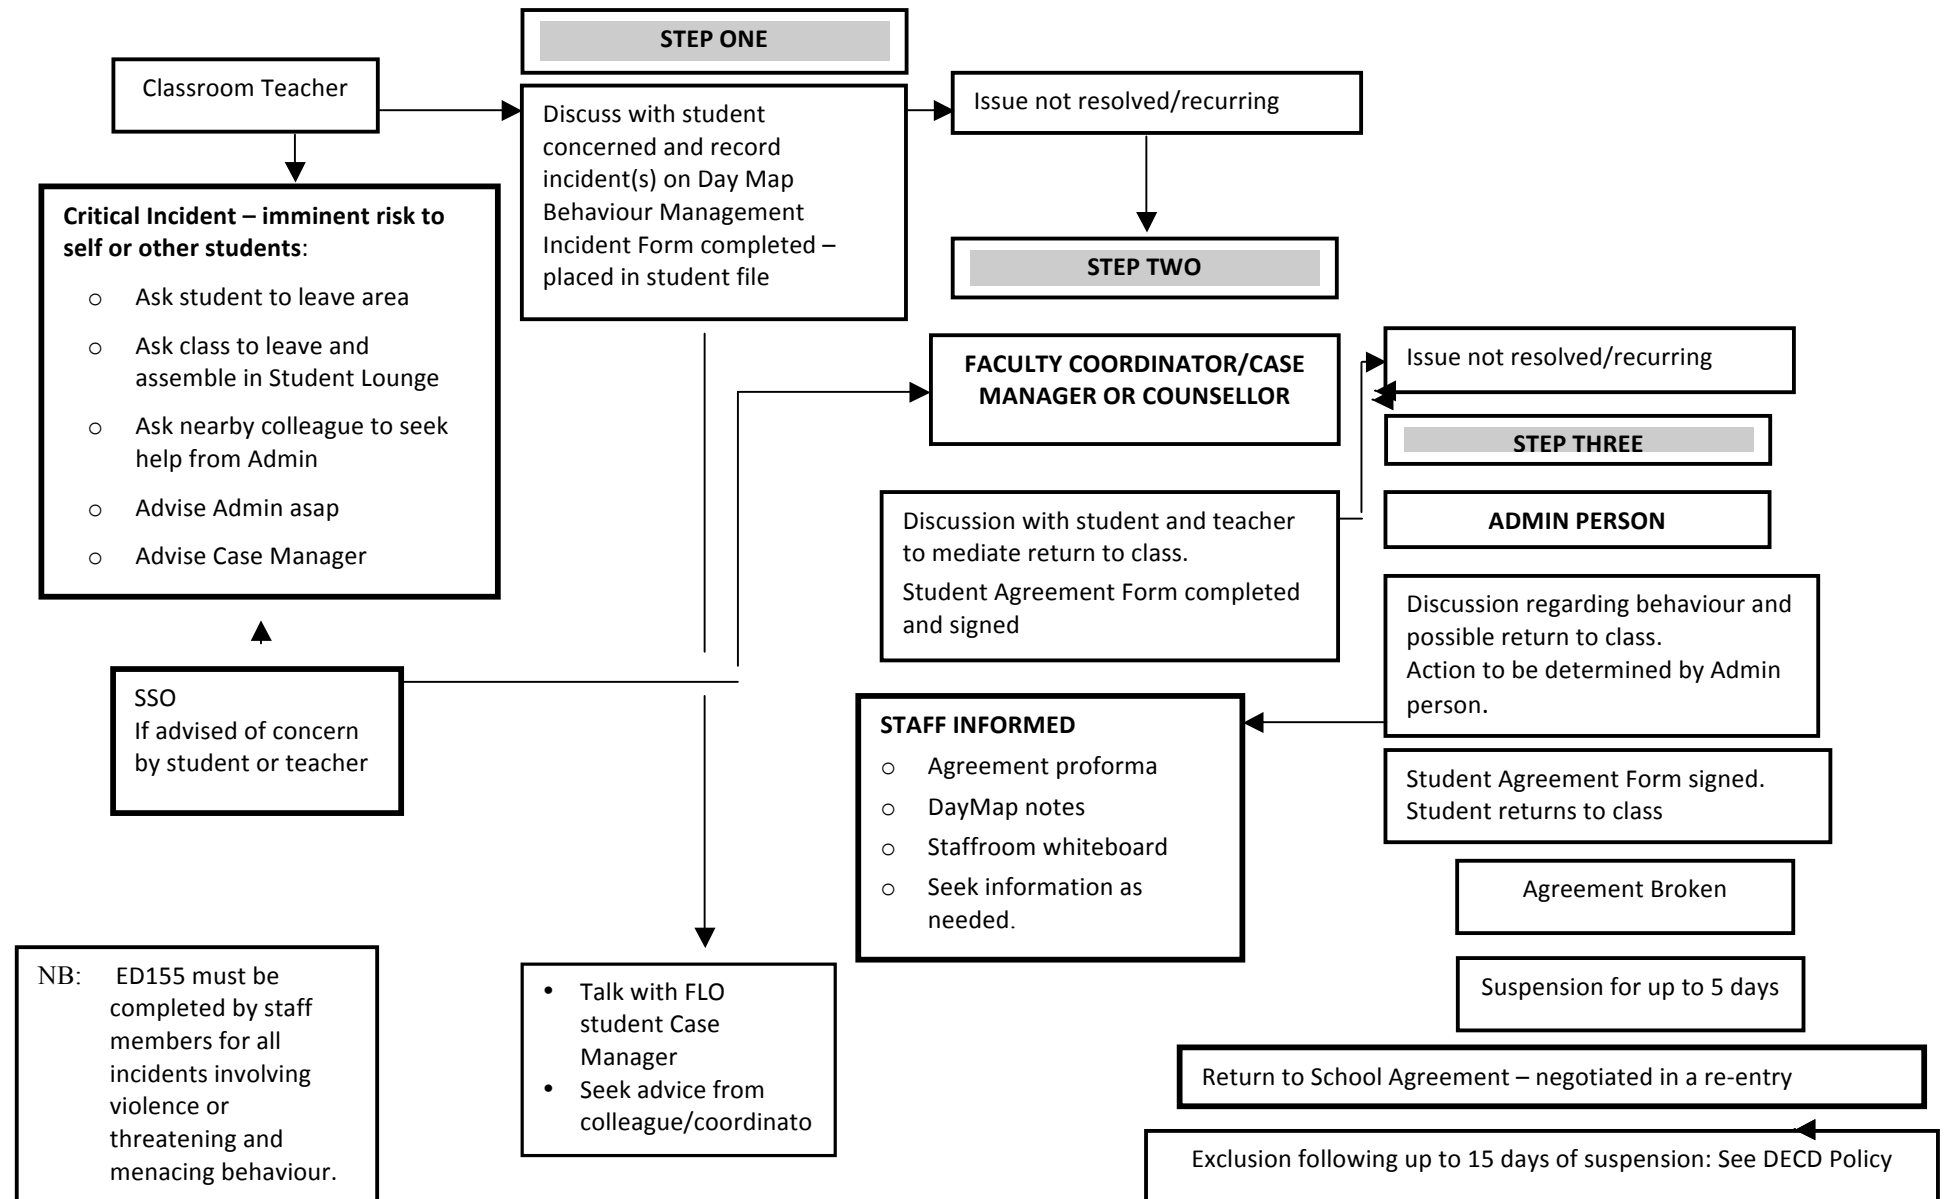 STEP ONE
Classroom Teacher
Discuss with student
concerned and record
incident(s) on Day Map
Behaviour Management
Incident Form completed –
placed in student file
Issue not resolved/recurring
Critical Incident – imminent risk to
self or other students:
o Ask student to leave area
o Ask class to leave and
assemble in Student Lounge
o Ask nearby colleague to seek
help from Admin
o Advise Admin asap
o Advise Case Manager
STEP TWO
FACULTY COORDINATOR/CASE
MANAGER OR COUNSELLOR
Issue not resolved/recurring
STEP THREE
ADMIN PERSON
Discussion with student and teacher
to mediate return to class.
Student Agreement Form completed
and signed
Discussion regarding behaviour and
possible return to class.
Action to be determined by Admin
person.
SSO
If advised of concern
by student or teacher
STAFF INFORMED
o Agreement proforma
o DayMap notes
o Staffroom whiteboard
o Seek information as
needed.
Student Agreement Form signed.
Student returns to class
Agreement Broken
Suspension for up to 5 days
NB: ED155 must be
completed by staff
members for all
incidents involving
violence or
threatening and
menacing behaviour.
• Talk with FLO
student Case
Manager
• Seek advice from
colleague/coordinato
Return to School Agreement – negotiated in a re-entry
Exclusion following up to 15 days of suspension: See DECD Policy